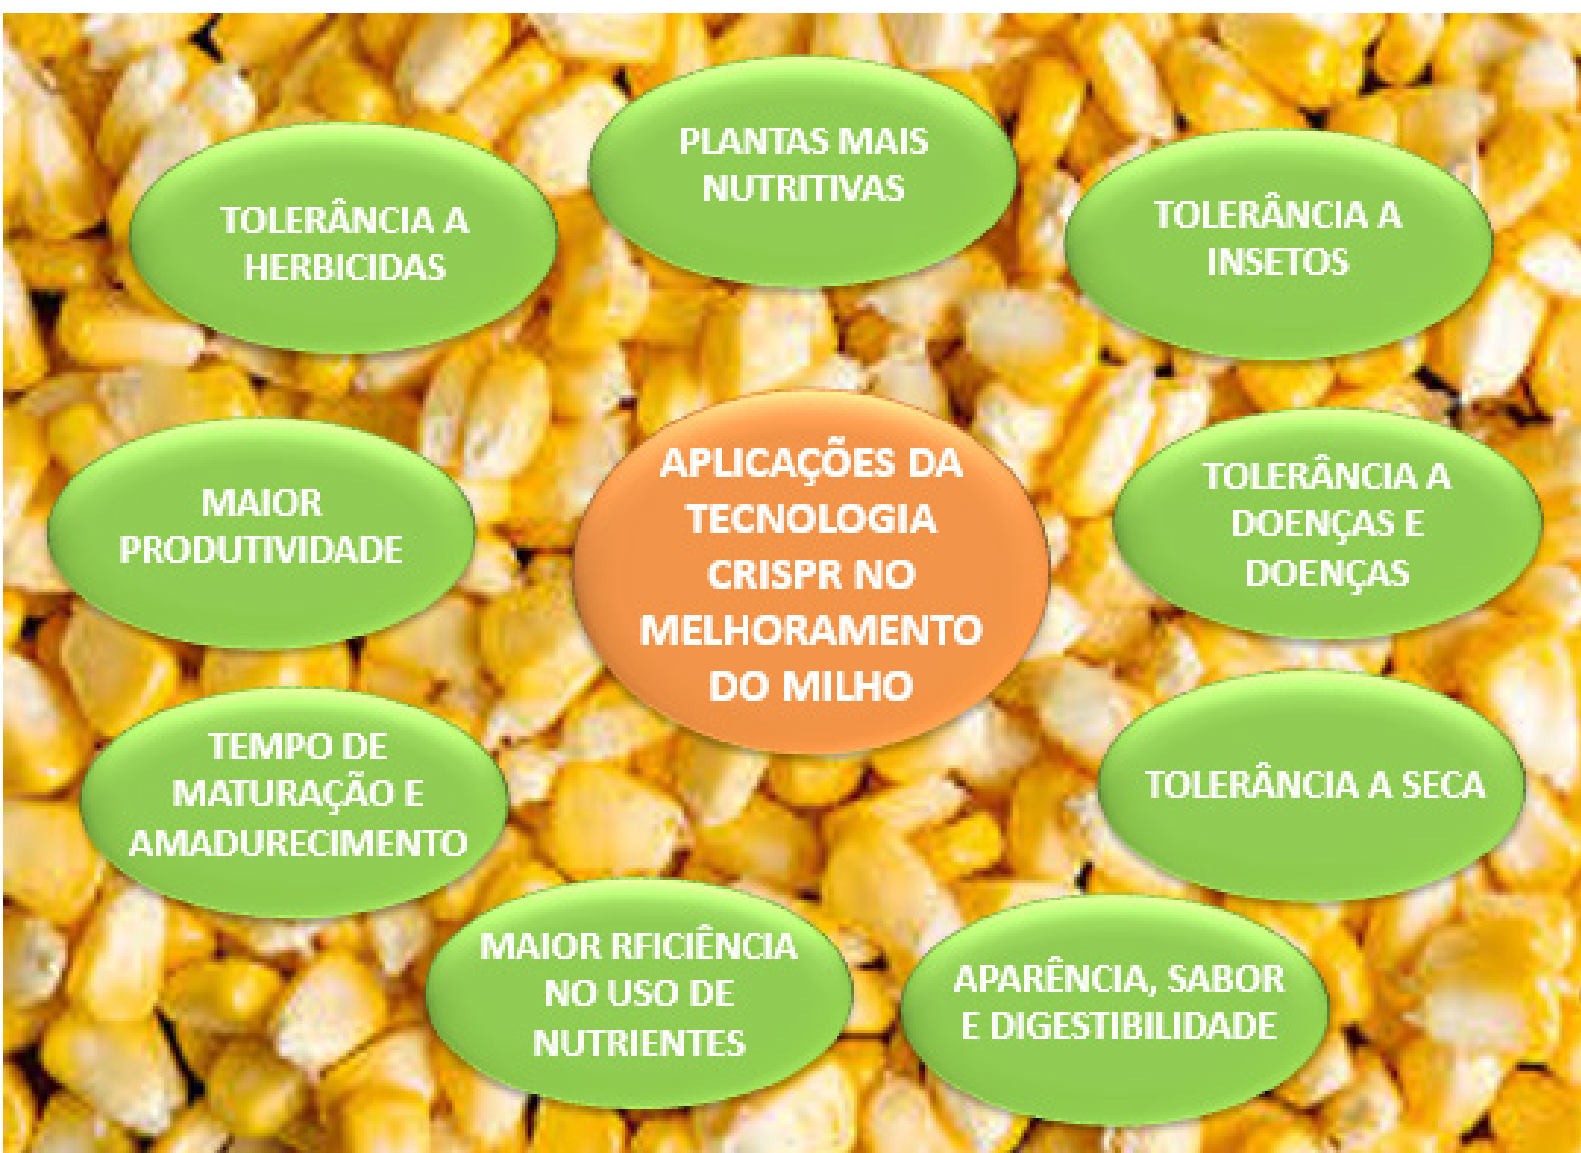 PLANTAS MAIS
NUTRITIVAS
TOLERÂNCIA A
HERBICIDAS
TOLERÂNCIA A
INSETOS
MAIOR
PRODUTIVIDADE
APLICAÇÕES DA
TECNOLOGIA
CRISPR NO
MELHORAMENTO
DO MILHO
TOLERÂNCIA A
DOENÇAS E
DOENÇAS
TEMPO DE
MATURAÇÃO E
AMADURECIMENTO
TOLERÂNCIA A SECA
MAIOR RFICIÊNCIA
NO USO DE
NUTRIENTES
APARÊNCIA, SABOR
E DIGESTIBILIDADE